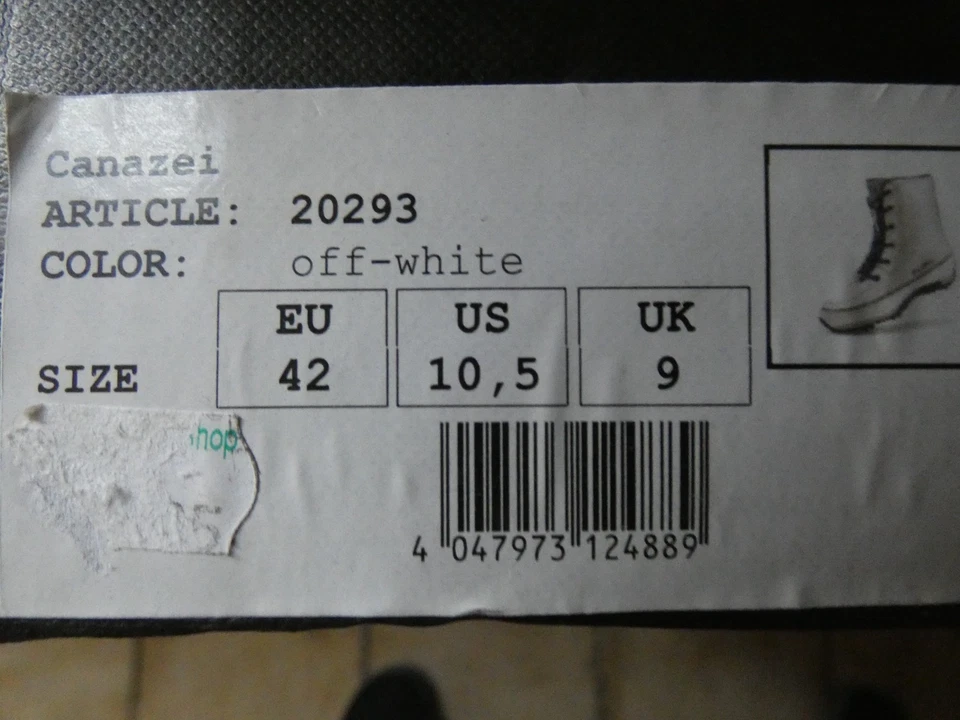 Canazei
ARTICLE: 20293
COLOR: off-white
EU US UK
SIZE 42 10,5 9
hop
4 047973 124889